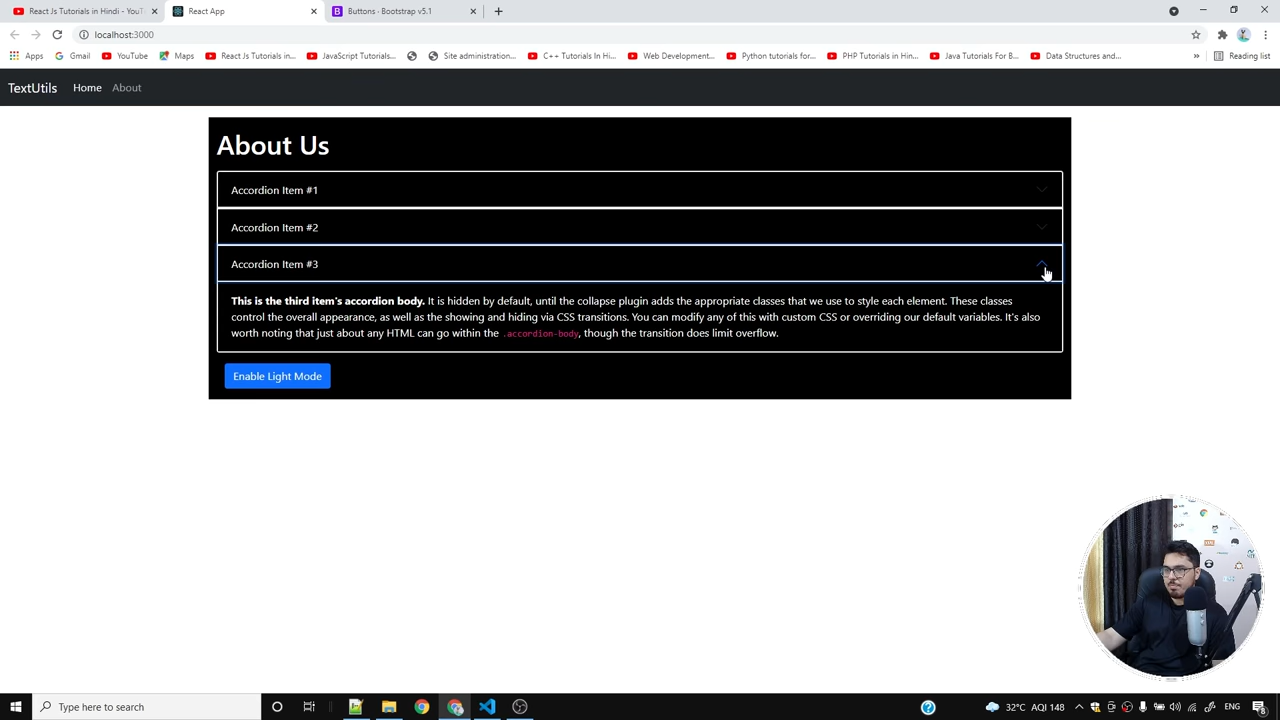 React Js Tutorials in Hindi - YouT
React App
Buttons · Bootstrap v5.1
localhost:3000
Apps
Gmail
YouTube
Maps
React Js Tutorials in...
JavaScript Tutorials...
Site administration...
C++ Tutorials In Hi...
Web Development...
Python tutorials for...
PHP Tutorials in Hin...
Java Tutorials For B...
Data Structures and...
»
Reading list
TextUtils
Home
About
About Us
Accordion Item #1
Accordion Item #2
Accordion Item #3
This is the third item's accordion body. It is hidden by default, until the collapse plugin adds the appropriate classes that we use to style each element. These classes
control the overall appearance, as well as the showing and hiding via CSS transitions. You can modify any of this with custom CSS or overriding our default variables. It's also
worth noting that just about any HTML can go within the .accordion-body, though the transition does limit overflow.
Enable Light Mode
Type here to search
32°C AQI 148
ENG
8